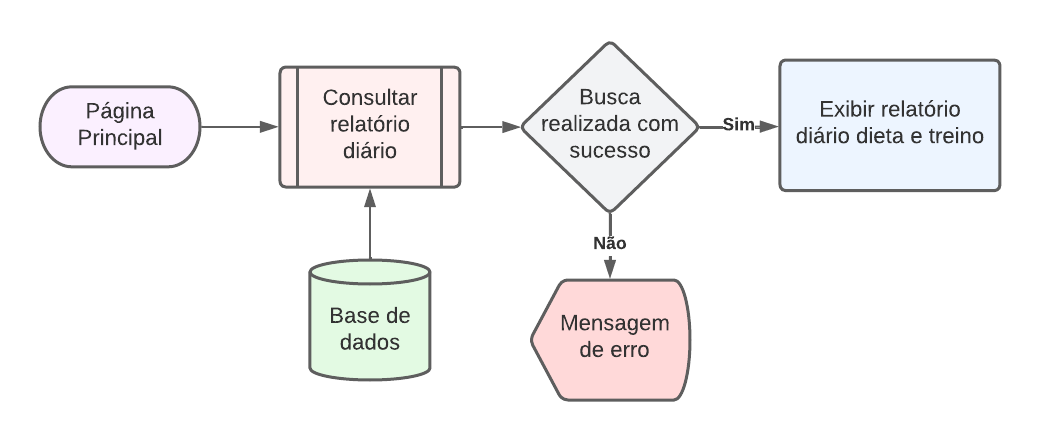 Página
Principal
Consultar
relatório
diário
Busca
realizada com
sucesso
Sim
Exibir relatório
diário dieta e treino
Não
Base de
dados
Mensagem
de erro